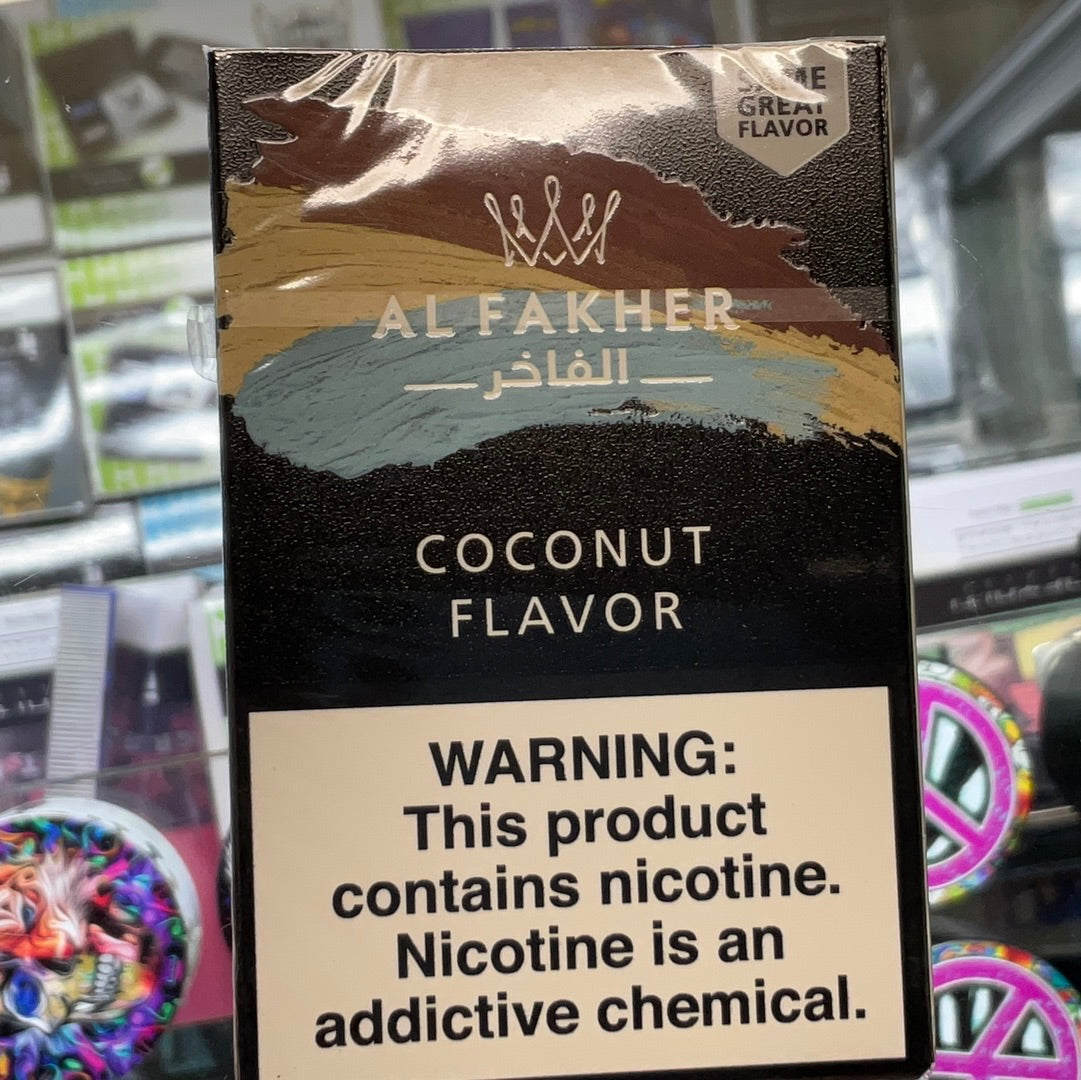 GREAT
FLAVOR
AL FAKHER
الفاخر
COCONUT
FLAVOR
WARNING:
This product
contains nicotine.
Nicotine is an
addictive chemical.